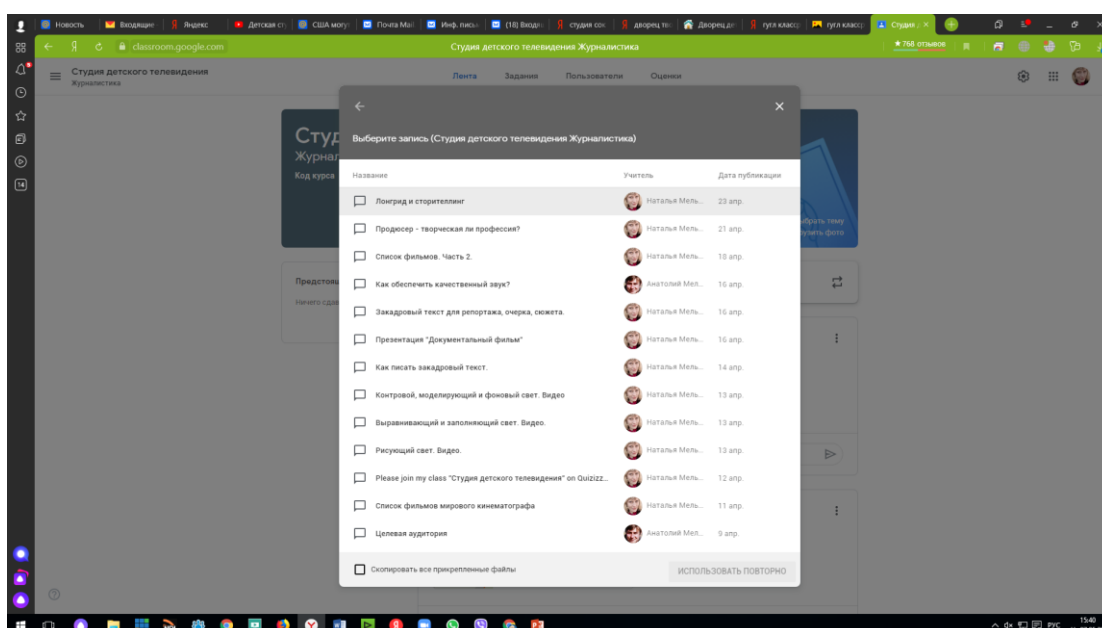 Новость
Входящие
Яндекс
Детская ст
США могу
Почта Mail
Инф. письм
(18) Входя
студия сок
дворец тво
Дворец де
гугл класс
гугл класс
Студия
classroom.google.com
Студия детского телевидения Журналистика
★768 отзывов
Студия детского телевидения
Журналистика
Лента Задания Пользователи Оценки
Студ
Журнал
Код курса
Выбрать тему
Загрузить фото
Предстоящ
Ничего сдав
Выберите запись (Студия детского телевидения Журналистика)
Название Учитель Дата публикации
Лонгрид и сторителлинг Наталья Мель... 23 апр.
Продюсер - творческая ли профессия? Наталья Мель... 21 апр.
Список фильмов. Часть 2. Наталья Мель... 18 апр.
Как обеспечить качественный звук? Анатолий Мел... 16 апр.
Закадровый текст для репортажа, очерка, сюжета. Наталья Мель... 16 апр.
Презентация "Документальный фильм" Наталья Мель... 16 апр.
Как писать закадровый текст. Наталья Мель... 14 апр.
Контровой, моделирующий и фоновый свет. Видео Наталья Мель... 13 апр.
Выравнивающий и заполняющий свет. Видео. Наталья Мель... 13 апр.
Рисующий свет. Видео. Наталья Мель... 13 апр.
Please join my class "Студия детского телевидения" on Quizizz... Наталья Мель... 12 апр.
Список фильмов мирового кинематографа Наталья Мель... 11 апр.
Целевая аудитория Анатолий Мел... 9 апр.
Скопировать все прикрепленные файлы
ИСПОЛЬЗОВАТЬ ПОВТОРНО
14
РУС
15:40